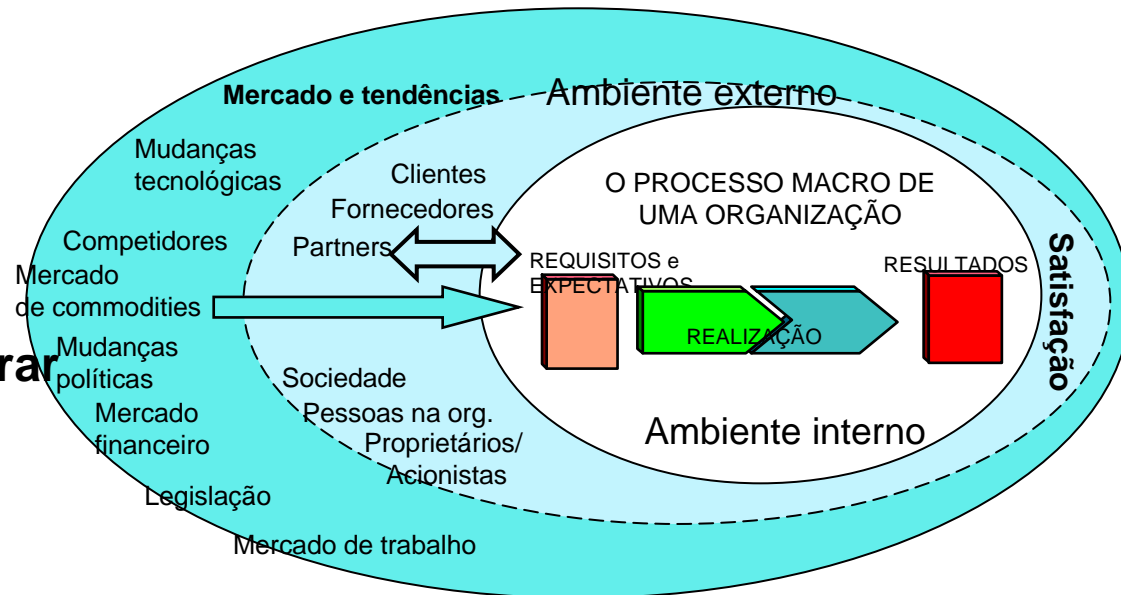 Mercado e tendências
Ambiente externo
Mudanças
tecnológicas
Clientes
Fornecedores
Partners
O PROCESSO MACRO DE
UMA ORGANIZAÇÃO
Competidores
Mercado
de commodities
REQUISITOS e
EXPECTATIVOS
REALIZAÇÃO
RESULTADOS
Satisfação
rar
Mudanças
políticas
Mercado
financeiro
Sociedade
Pessoas na org.
Proprietários/
Acionistas
Ambiente interno
Legislação
Mercado de trabalho